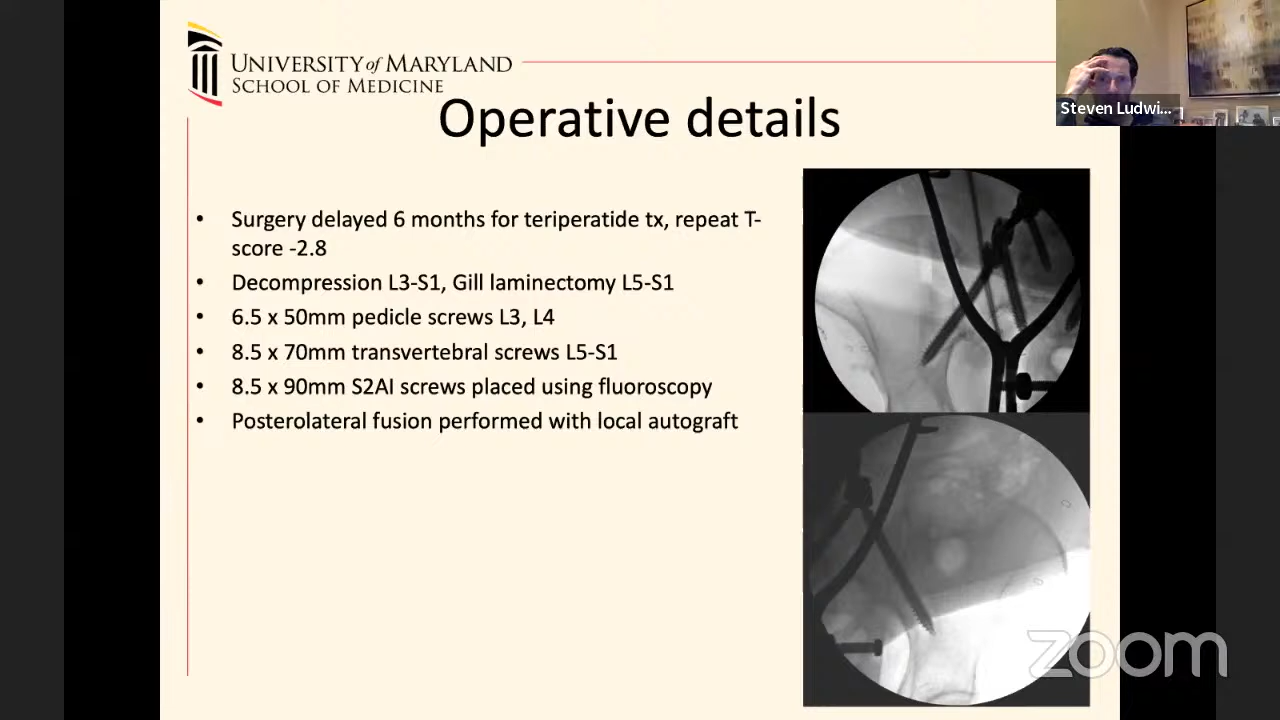 UNIVERSITY of MARYLAND
SCHOOL OF MEDICINE
Steven Ludwi...
Operative details
• Surgery delayed 6 months for teriperatide tx, repeat T-
score -2.8
• Decompression L3-S1, Gill laminectomy L5-S1
• 6.5 x 50mm pedicle screws L3, L4
• 8.5 x 70mm transvertebral screws L5-S1
• 8.5 x 90mm S2AI screws placed using fluoroscopy
• Posterolateral fusion performed with local autograft
zoom